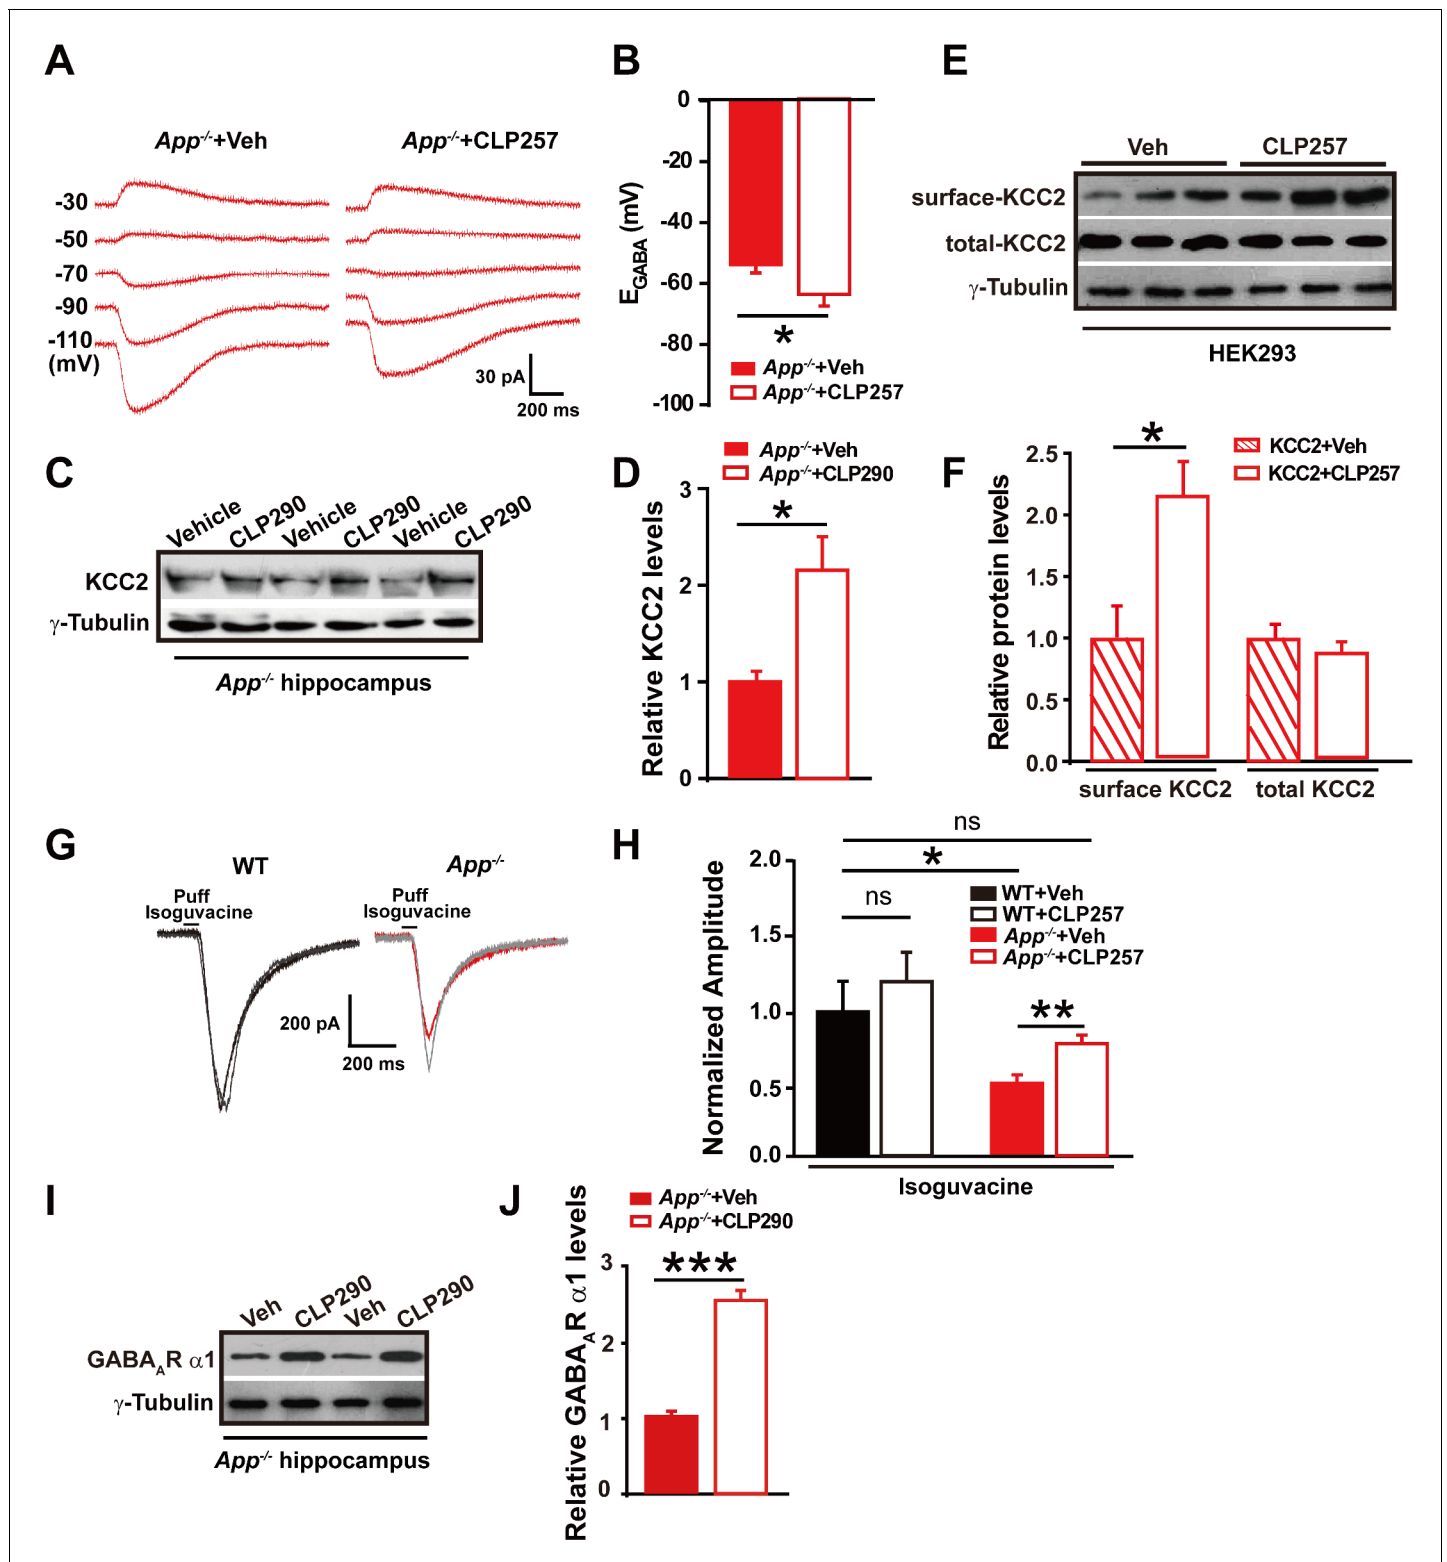 A
App-/-+Veh
App-/-+CLP257
-30
-50
-70
-90
-110
(mV)
30 pA
200 ms
B
0
-20
-40
-60
-80
-100
EGABA (mV)
*
App-/-+Veh
App-/-+CLP257
E
Veh
CLP257
surface-KCC2
total-KCC2
γ-Tubulin
HEK293
C
Vehicle
CLP290
Vehicle
CLP290
Vehicle
CLP290
KCC2
γ-Tubulin
App-/- hippocampus
D
App-/-+Veh
App-/-+CLP290
3
2
1
0
Relative KCC2 levels
*
F
KCC2+Veh
KCC2+CLP257
2.5
2.0
1.5
1.0
0.5
0.0
Relative protein levels
*
surface KCC2
total KCC2
G
WT
App-/-
Puff
Isoguvacine
Puff
Isoguvacine
200 pA
200 ms
H
ns
*
ns
**
2.0
1.5
1.0
0.5
0.0
Normalized Amplitude
WT+Veh
WT+CLP257
App-/-+Veh
App-/-+CLP257
Isoguvacine
I
Veh
CLP290
Veh
CLP290
GABAAR α1
γ-Tubulin
App-/- hippocampus
J
App-/-+Veh
App-/-+CLP290
***
3
2
1
0
Relative GABAAR α1 levels